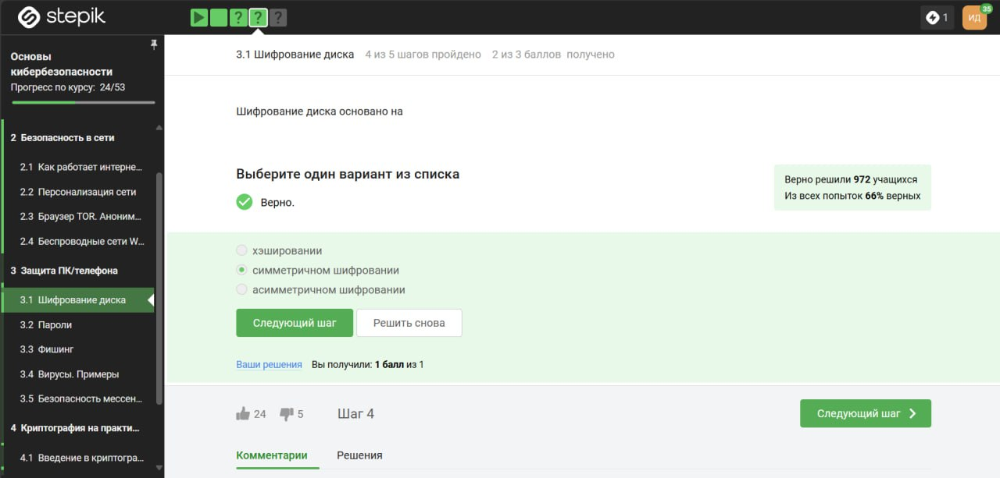 stepik
? ? ?
1
ИД
35
Основы
кибербезопасности
Прогресс по курсу: 24/53
2 Безопасность в сети
2.1 Как работает интерне...
2.2 Персонализация сети
2.3 Браузер TOR. Аноним...
2.4 Беспроводные сети W...
3 Защита ПК/телефона
3.1 Шифрование диска
3.2 Пароли
3.3 Фишинг
3.4 Вирусы. Примеры
3.5 Безопасность мессен...
4 Криптография на практи...
4.1 Введение в криптогра...
3.1 Шифрование диска 4 из 5 шагов пройдено 2 из 3 баллов получено
Шифрование диска основано на
Выберите один вариант из списка
Верно.
Верно решили 972 учащихся
Из всех попыток 66% верных
хэшировании
симметричном шифровании
асимметричном шифровании
Следующий шаг Решить снова
Ваши решения Вы получили: 1 балл из 1
24 5 Шаг 4
Следующий шаг
Комментарии Решения